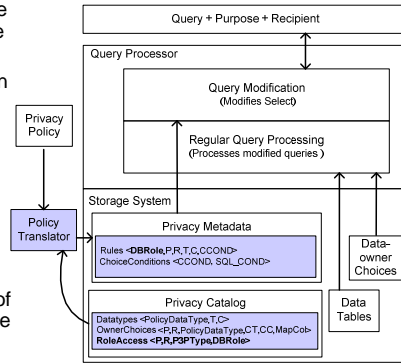 e
e
n
of
e
Query + Purpose + Recipient
Query Processor
Query Modification
(Modifies Select)
Regular Query Processing
(Processes modified queries )
Privacy
Policy
Policy
Translator
Storage System
Privacy Metadata
Rules <DBRole,P,R,T,C,CCOND>
ChoiceConditions <CCOND, SQL_COND>
Privacy Catalog
Datatypes <PolicyDataType,T,C>
OwnerChoices <P,R,PolicyDataType,CT,CC,MapCol>
RoleAccess <P,R,P3PType,DBRole>
Data
Tables
Data-
owner
Choices